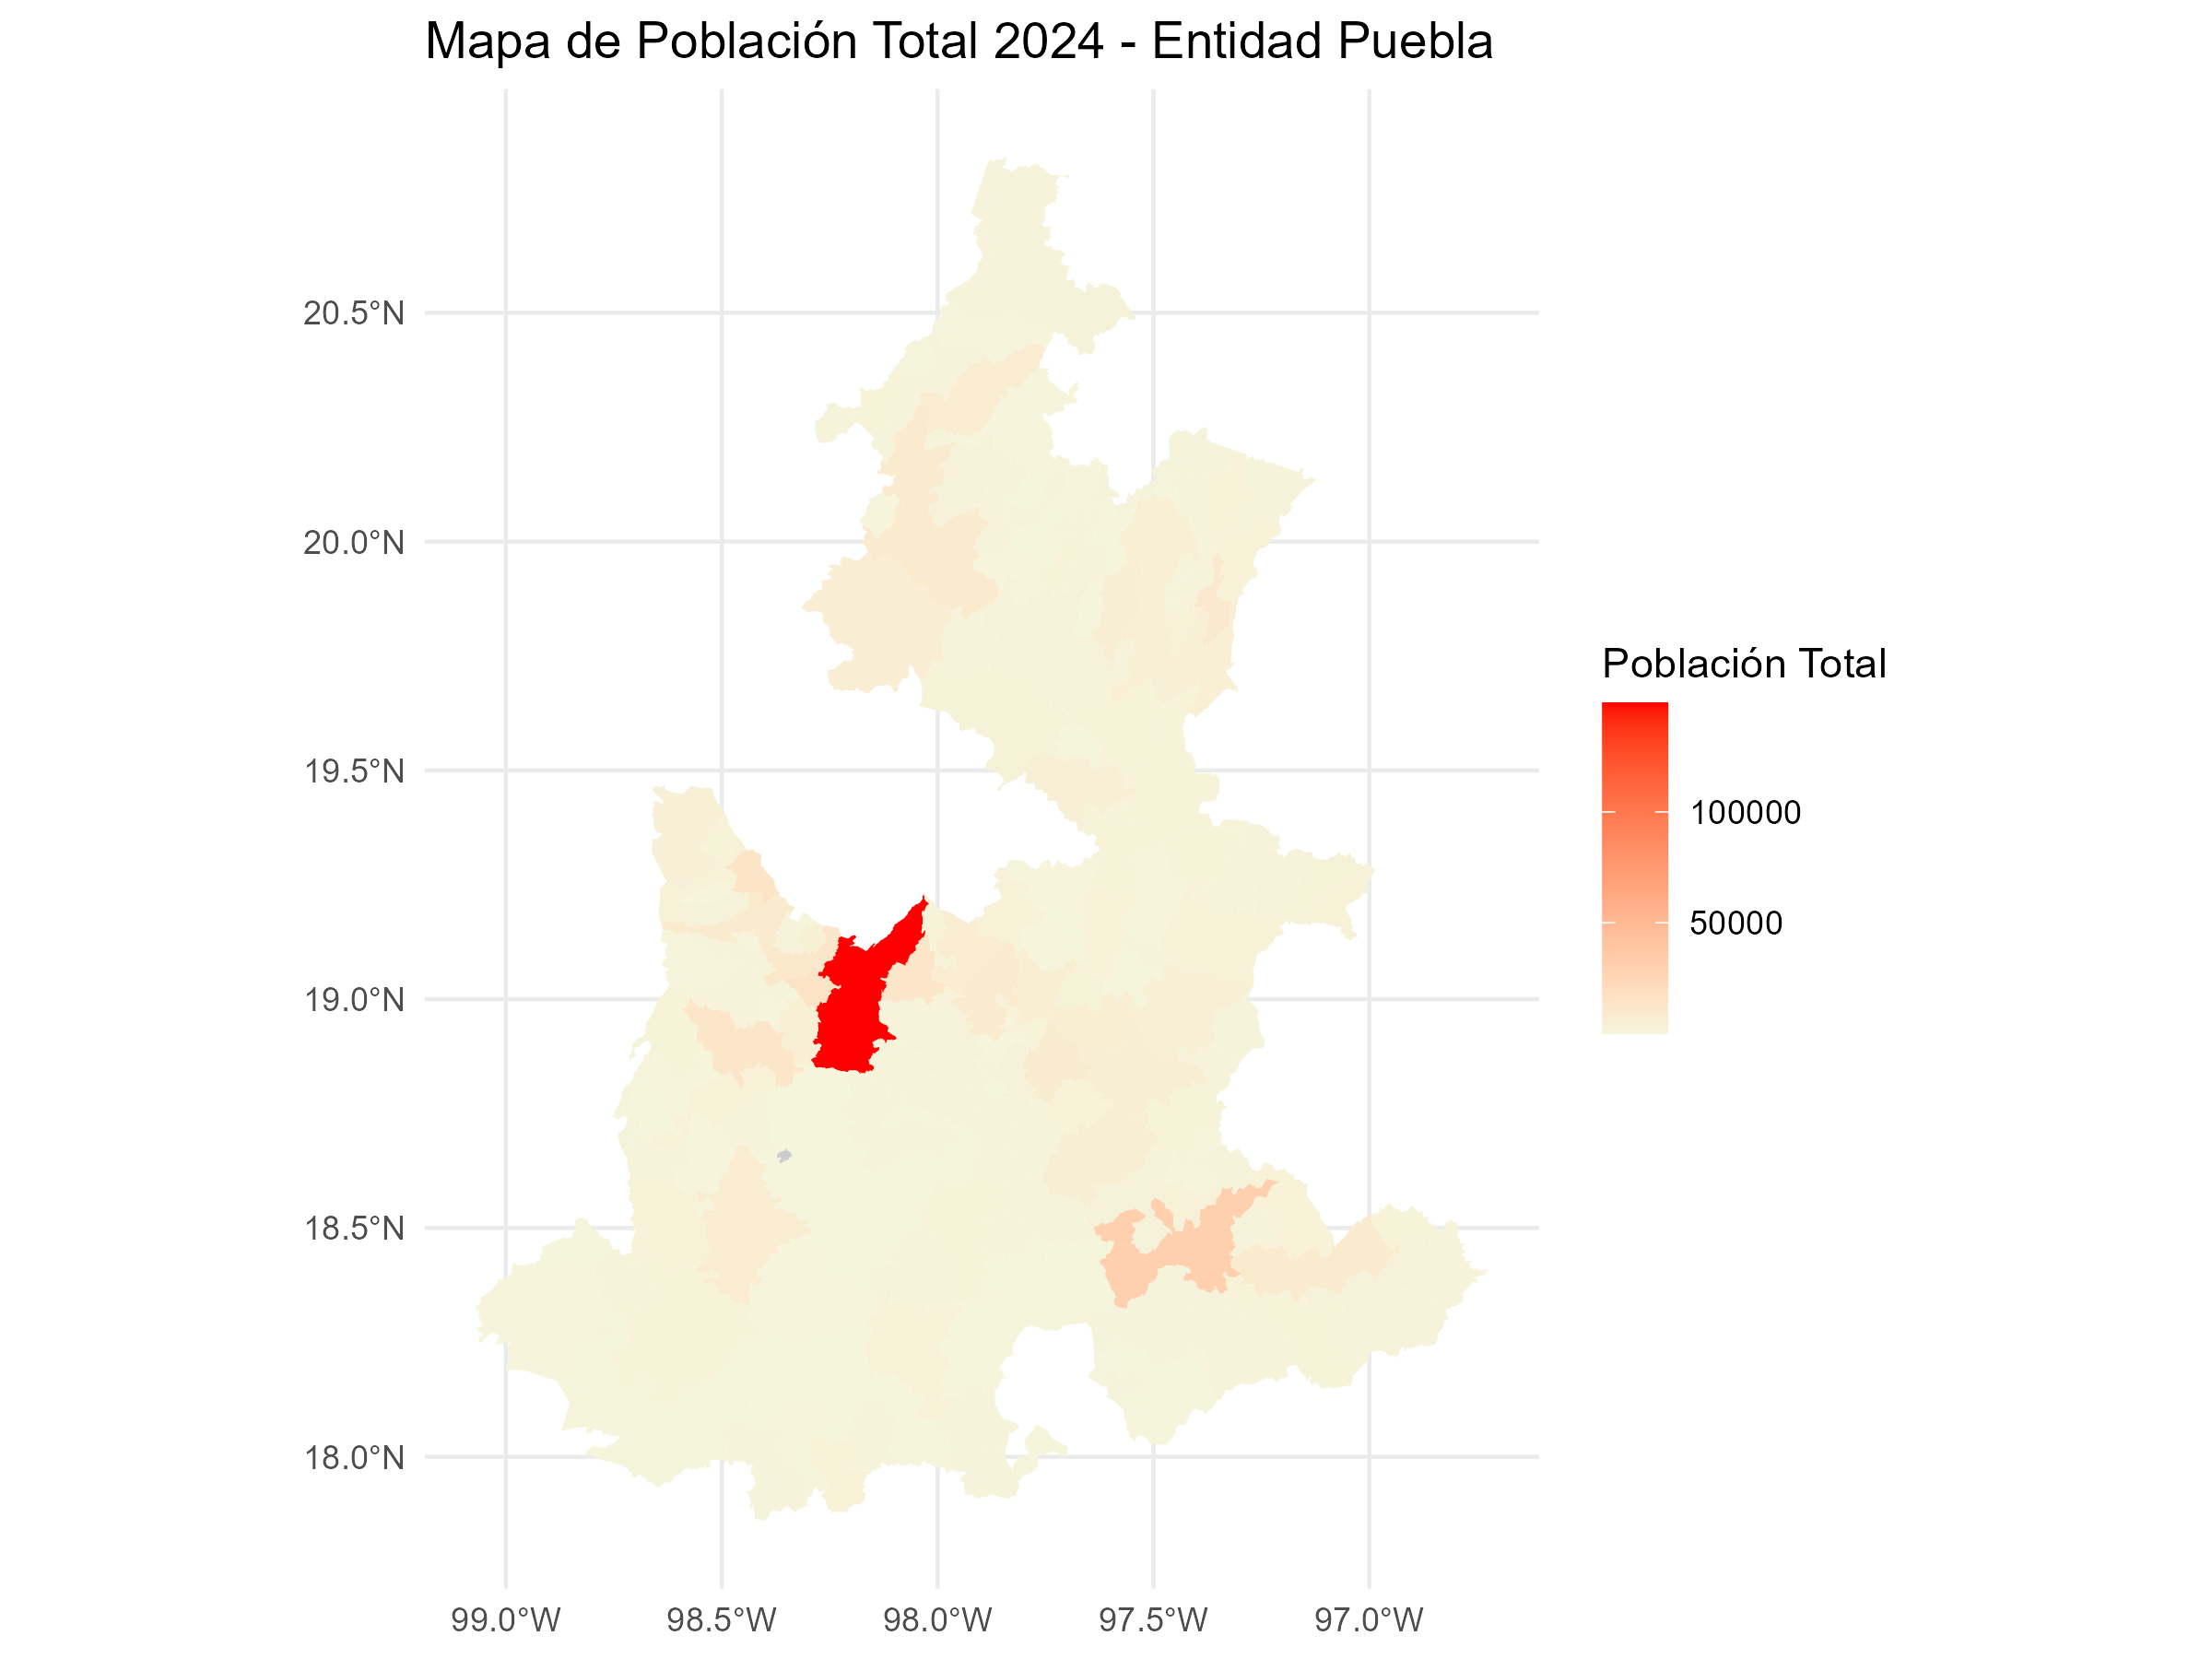 Mapa de Población Total 2024 - Entidad Puebla
20.5°N
20.0°N
19.5°N
19.0°N
18.5°N
18.0°N
99.0°W 98.5°W 98.0°W 97.5°W 97.0°W
Población Total
100000
50000